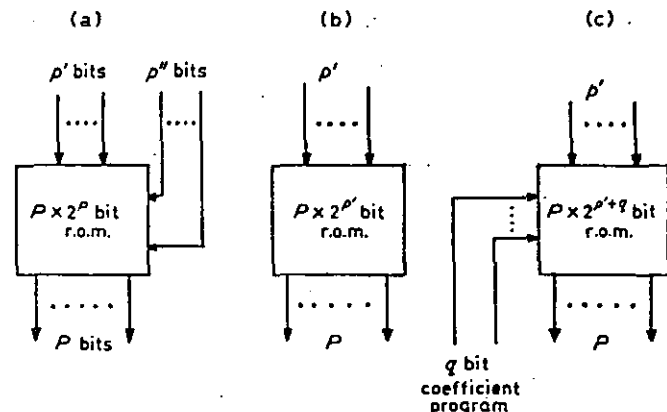 (a) (b) (c)
p′ bits p″ bits p′ p′
P × 2^p bit
r.o.m.
P × 2^p′ bit
r.o.m.
P × 2^p′+q bit
r.o.m.
P bits P P
q bit
coefficient
program